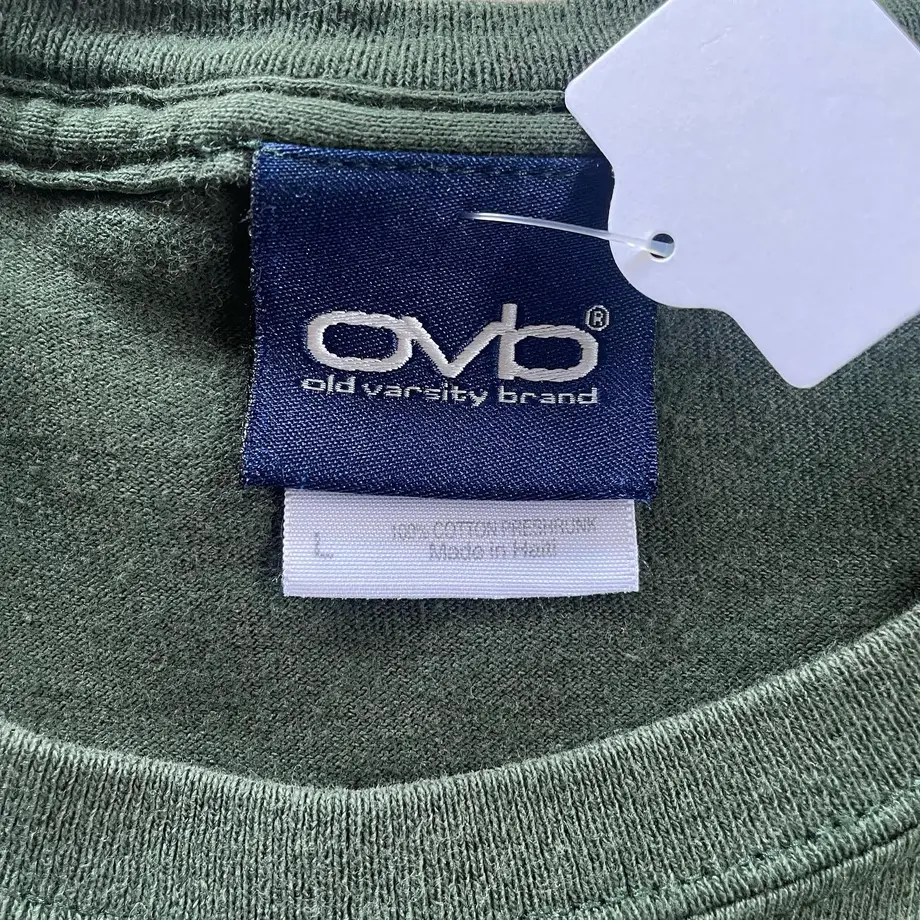 ovb®
old varsity brand
L 100% COTTON PRESHRUNK
Made in Haiti